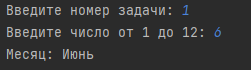 Введите номер задачи: 1
Введите число от 1 до 12: 6
Месяц: Июнь